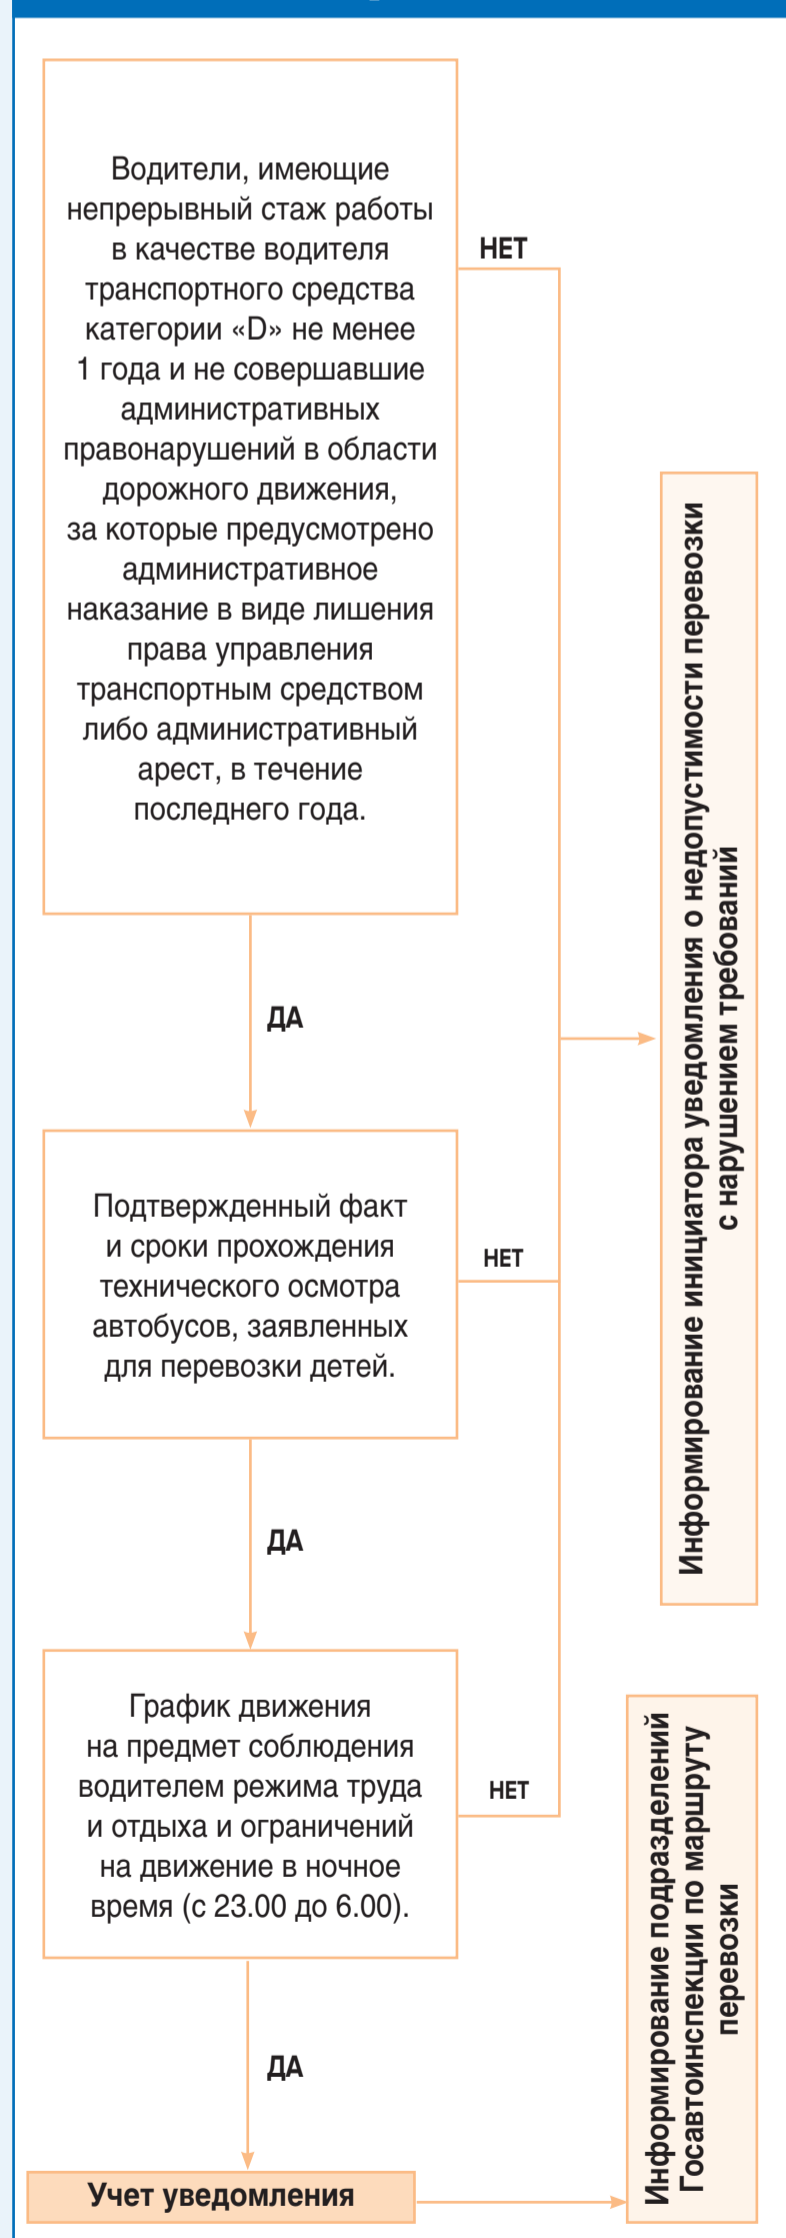 Водители, имеющие
непрерывный стаж работы
в качестве водителя
транспортного средства
категории «D» не менее
1 года и не совершавшие
административных
правонарушений в области
дорожного движения,
за которые предусмотрено
административное
наказание в виде лишения
права управления
транспортным средством
либо административный
арест, в течение
последнего года.
НЕТ
ДА
Подтвержденный факт
и сроки прохождения
технического осмотра
автобусов, заявленных
для перевозки детей.
НЕТ
ДА
График движения
на предмет соблюдения
водителем режима труда
и отдыха и ограничений
на движение в ночное
время (с 23.00 до 6.00).
НЕТ
ДА
Учет уведомления
Информирование инициатора уведомления о недопустимости перевозки
с нарушением требований
Информирование подразделений
Госавтоинспекции по маршруту
перевозки